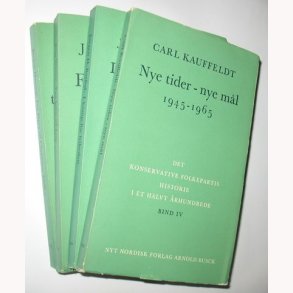 CARL KAUFFELDT
Nye tider - nye mål
1945-1965
DET
KONSERVATIVE FOLKEPARTIS
HISTORIE
I ET HALVT ÅRHUNDREDE
BIND IV
NYT NORDISK FORLAG ARNOLD BUSCK